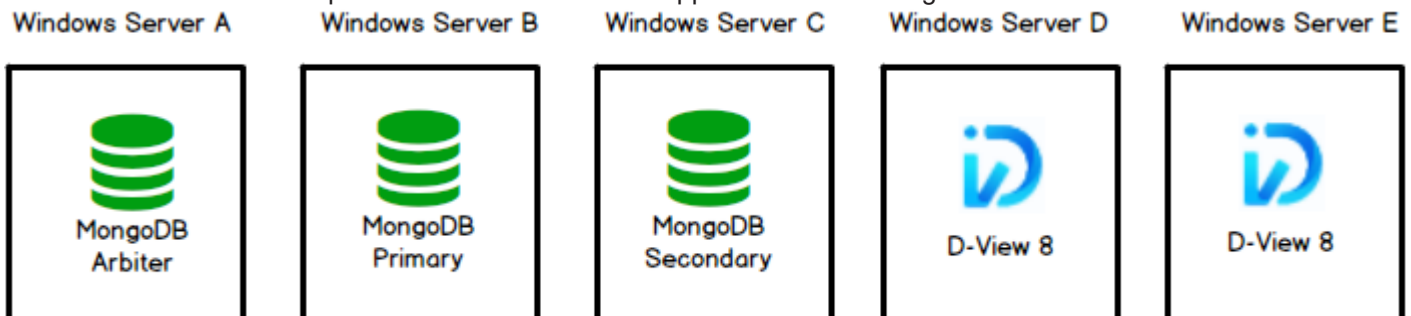 Windows Server A Windows Server B Windows Server C Windows Server D Windows Server E
MongoDB Arbiter
MongoDB Primary
MongoDB Secondary
D-View 8
D-View 8